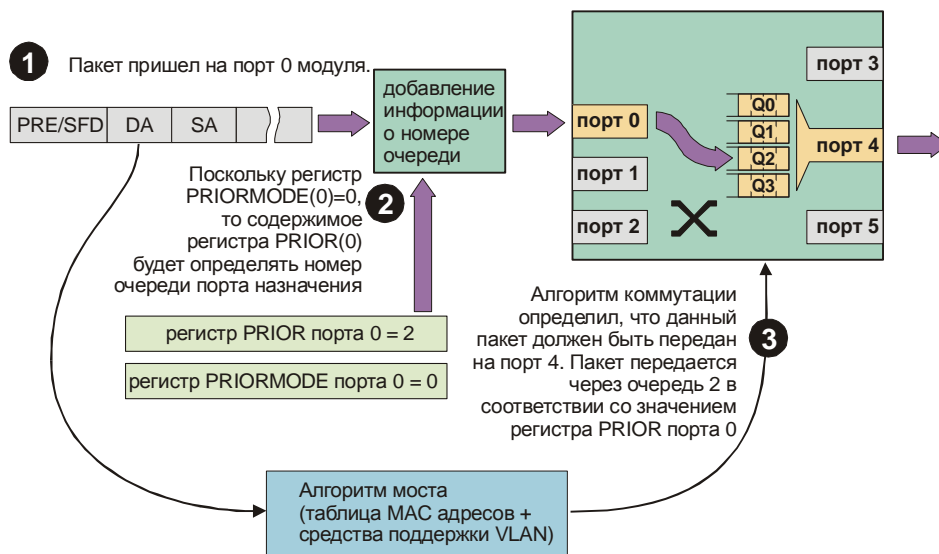 1
Пакет пришел на порт 0 модуля.
PRE/SFD
DA
SA
добавление
информации
о номере
очереди
Поскольку регистр
PRIORMODE(0)=0,
то содержимое
регистра PRIOR(0)
будет определять номер
очереди порта назначения
2
регистр PRIOR порта 0 = 2
регистр PRIORMODE порта 0 = 0
порт 0
порт 1
порт 2
Q0
Q1
Q2
Q3
порт 3
порт 4
порт 5
Алгоритм коммутации
определил, что данный
пакет должен быть передан
на порт 4. Пакет передается
через очередь 2 в
соответствии со значением
регистра PRIOR порта 0
3
Алгоритм моста
(таблица MAC адресов +
средства поддержки VLAN)